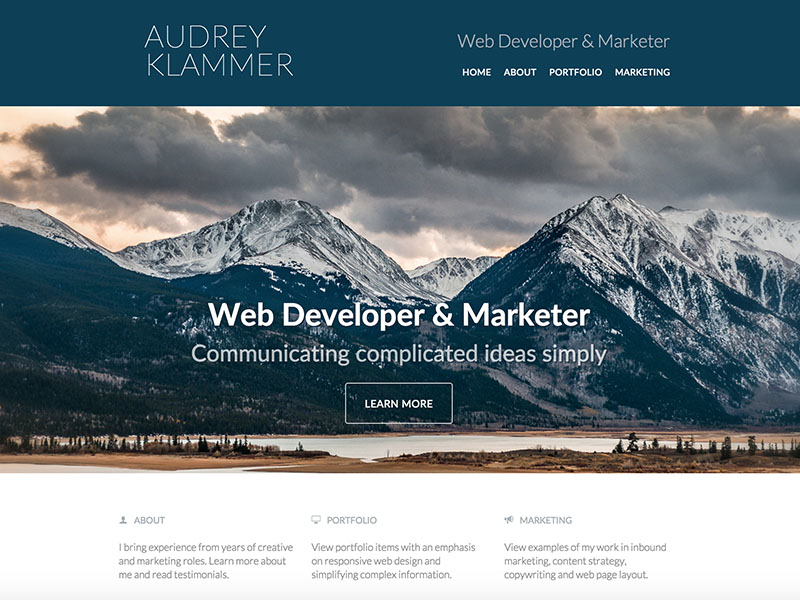 AUDREY
KLAMMER
Web Developer & Marketer
HOME ABOUT PORTFOLIO MARKETING
Web Developer & Marketer
Communicating complicated ideas simply
LEARN MORE
ABOUT
I bring experience from years of creative
and marketing roles. Learn more about
me and read testimonials.
PORTFOLIO
View portfolio items with an emphasis
on responsive web design and
simplifying complex information.
MARKETING
View examples of my work in inbound
marketing, content strategy,
copywriting and web page layout.